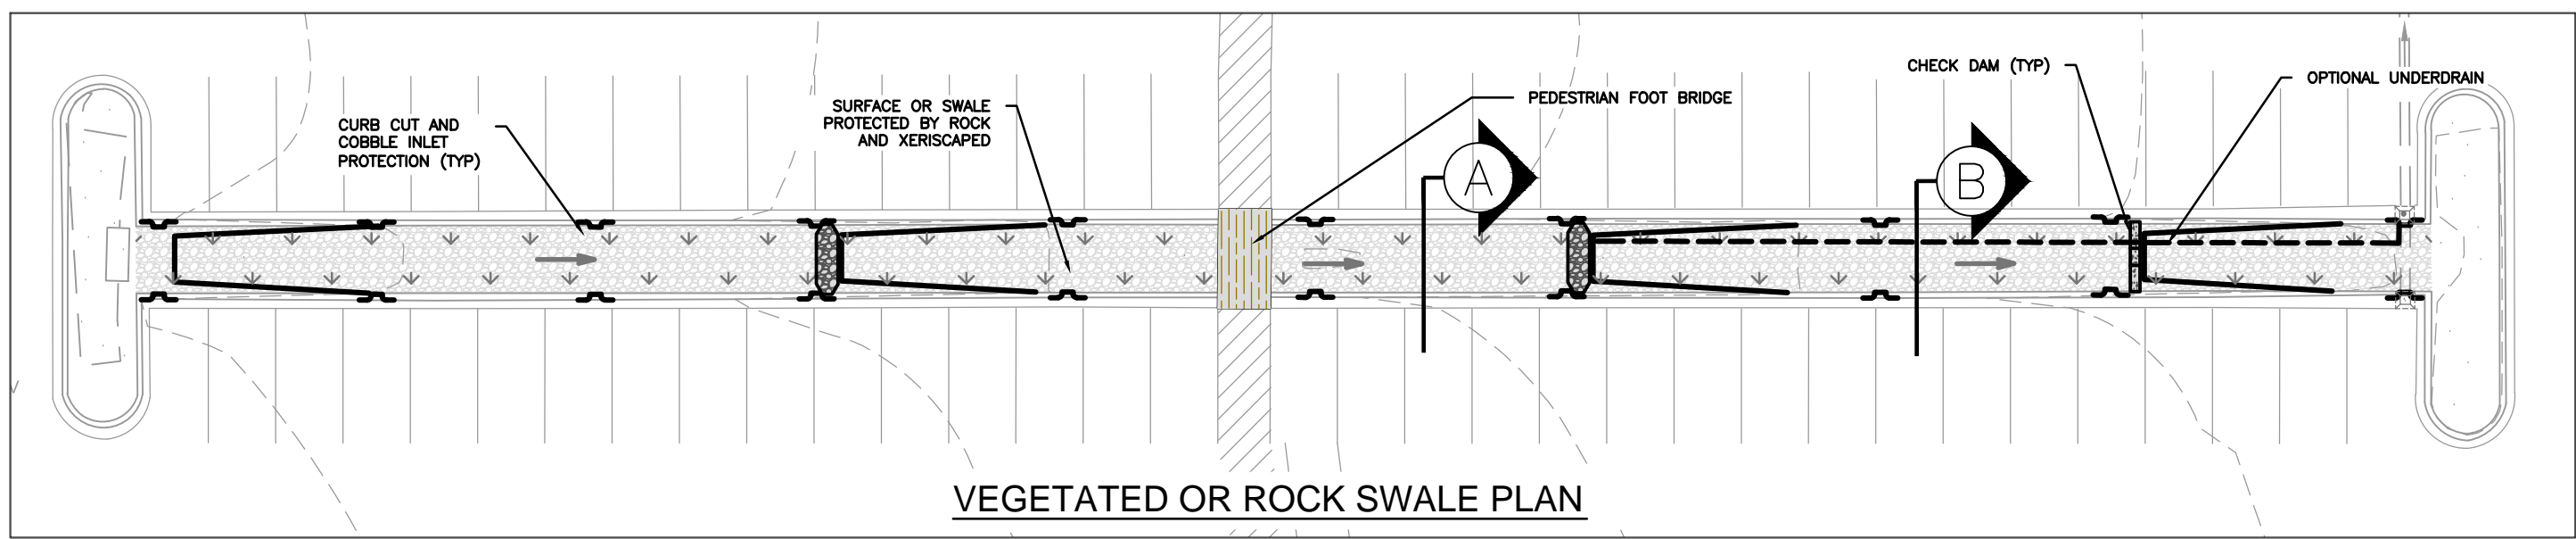 CURB CUT AND
COBBLE INLET
PROTECTION (TYP)
SURFACE OR SWALE
PROTECTED BY ROCK
AND XERISCAPED
PEDESTRIAN FOOT BRIDGE
A
CHECK DAM (TYP)
B
OPTIONAL UNDERDRAIN
VEGETATED OR ROCK SWALE PLAN